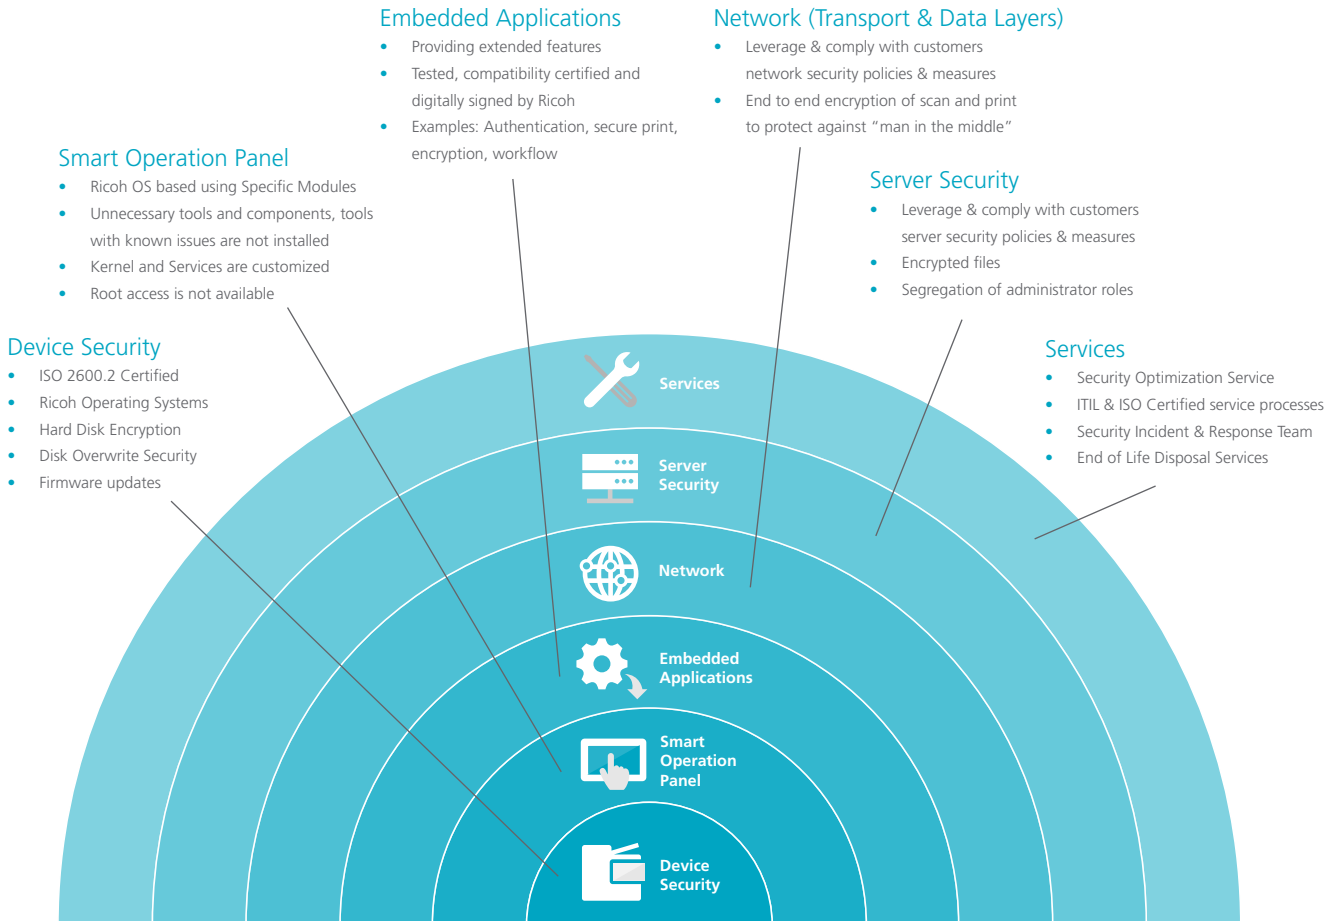 Embedded Applications
• Providing extended features
• Tested, compatibility certified and
digitally signed by Ricoh
• Examples: Authentication, secure print,
encryption, workflow
Network (Transport & Data Layers)
• Leverage & comply with customers
network security policies & measures
• End to end encryption of scan and print
to protect against “man in the middle”
Smart Operation Panel
• Ricoh OS based using Specific Modules
• Unnecessary tools and components, tools
with known issues are not installed
• Kernel and Services are customized
• Root access is not available
Server Security
• Leverage & comply with customers
server security policies & measures
• Encrypted files
• Segregation of administrator roles
Device Security
• ISO 2600.2 Certified
• Ricoh Operating Systems
• Hard Disk Encryption
• Disk Overwrite Security
• Firmware updates
Services
• Security Optimization Service
• ITIL & ISO Certified service processes
• Security Incident & Response Team
• End of Life Disposal Services
Services
Server
Security
Network
Embedded
Applications
Smart
Operation
Panel
Device
Security